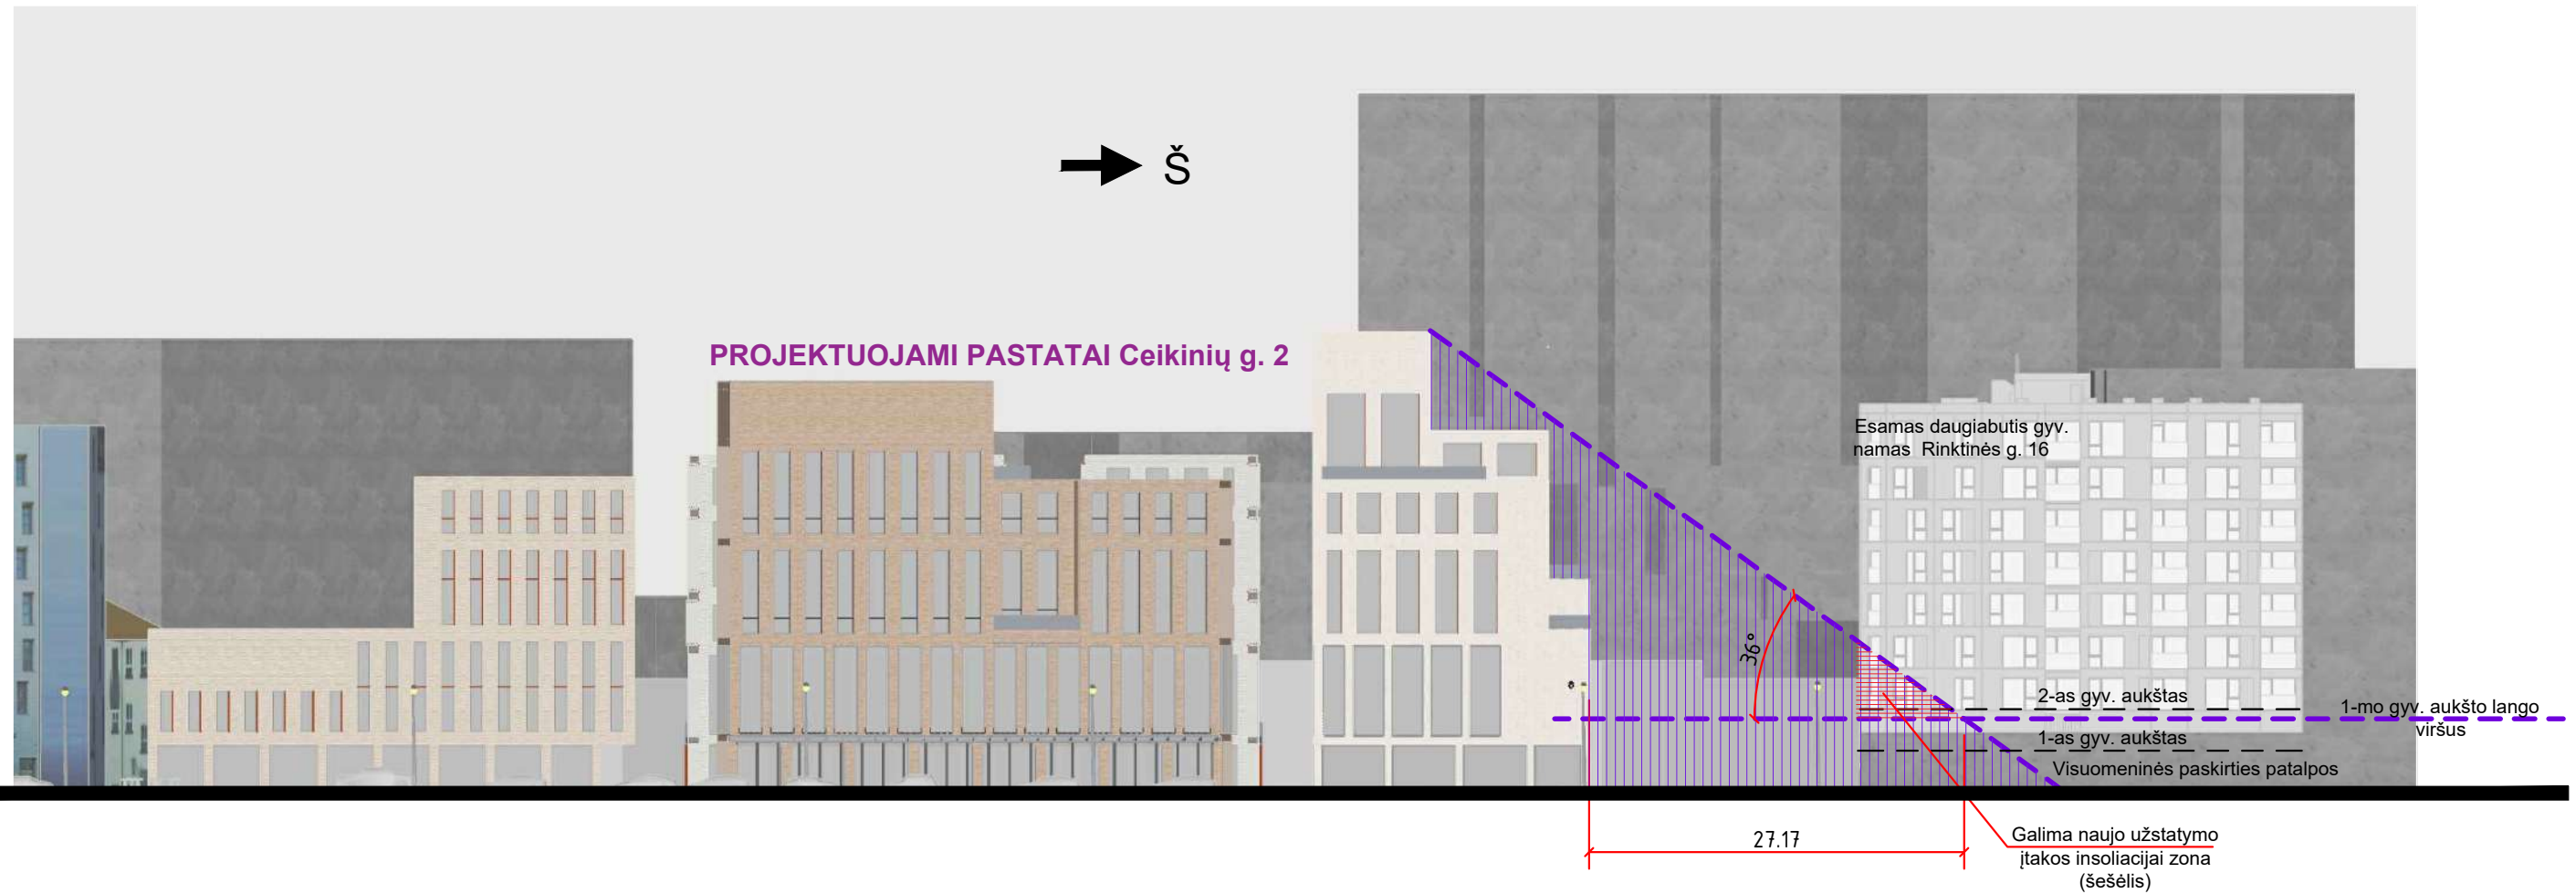 Š
PROJEKTUOJAMI PASTATAI Ceikinių g. 2
Esamas daugiabutis gyv.
namas Rinktinės g. 16
36°
2-as gyv. aukštas
1-mo gyv. aukšto lango
viršus
1-as gyv. aukštas
Visuomeninės paskirties patalpos
27.17
Galima naujo užstatymo
įtakos insoliacijai zona
(šešėlis)